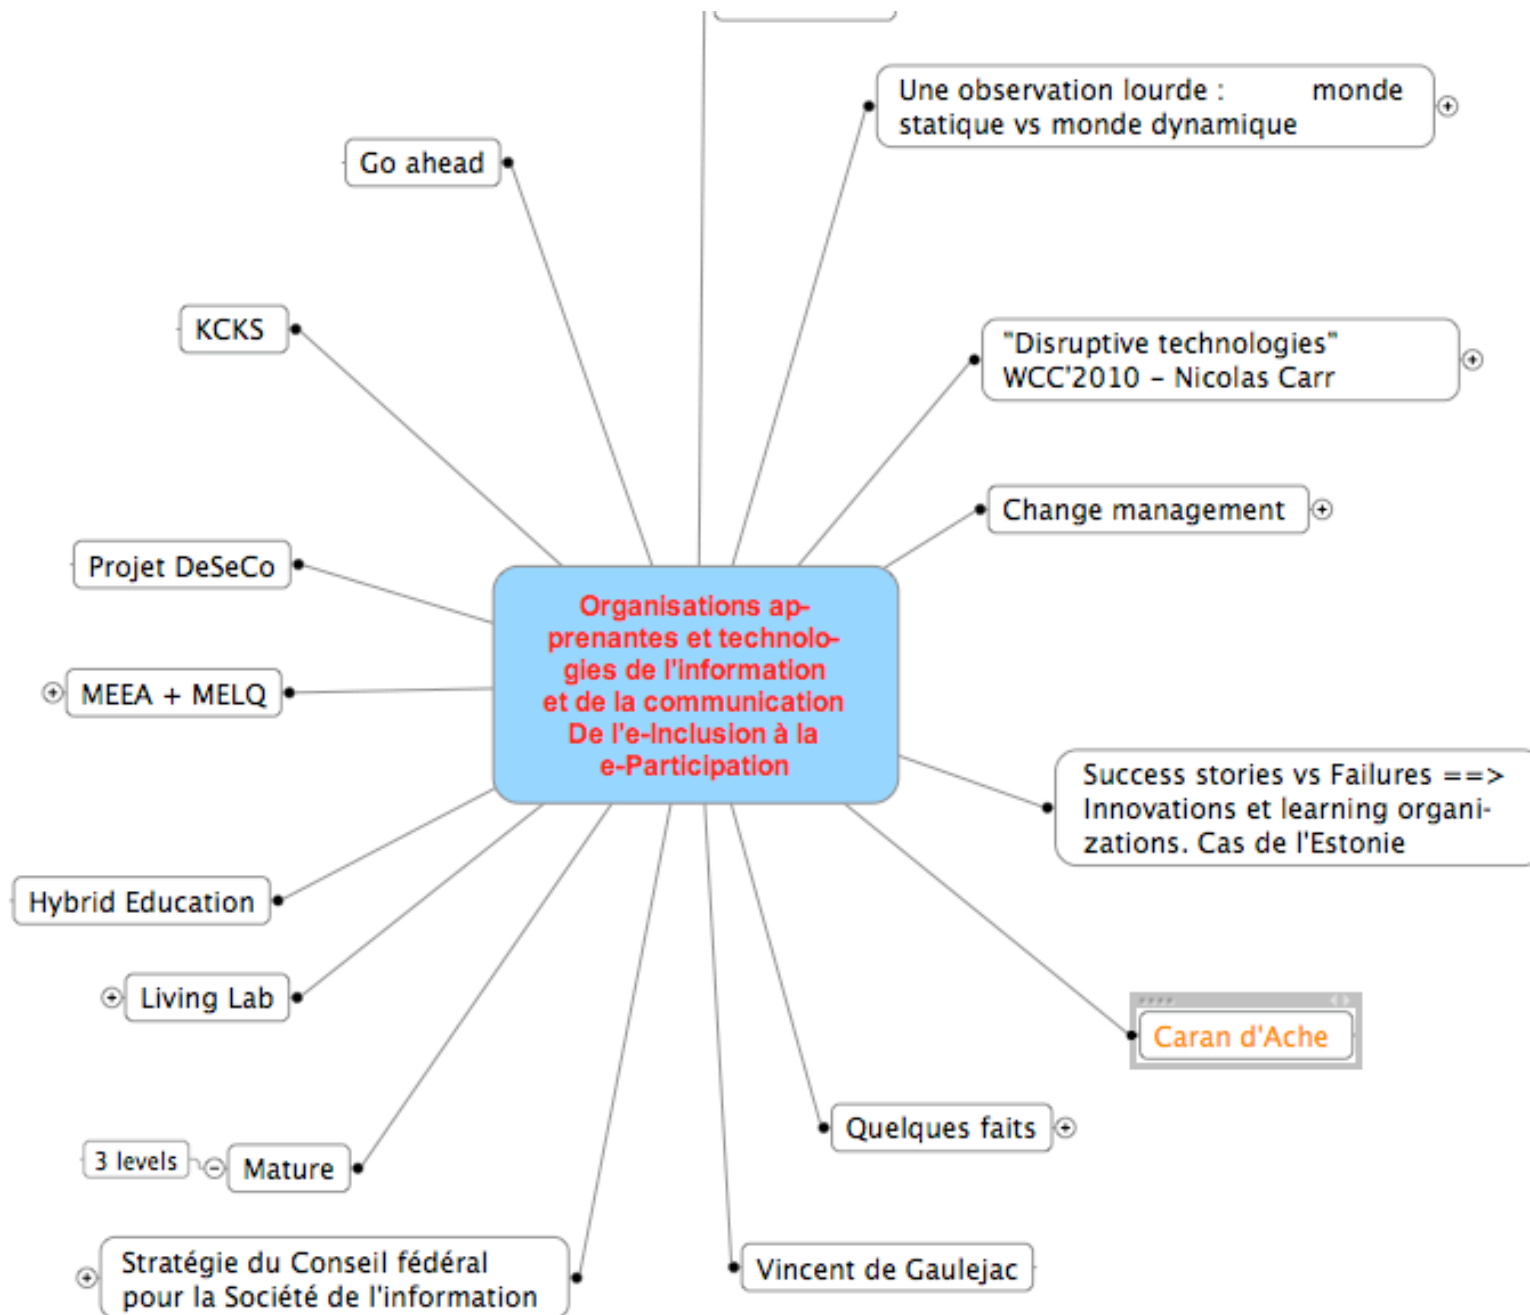 Une observation lourde : monde
statique vs monde dynamique
Go ahead
KCKS
"Disruptive technologies"
WCC'2010 – Nicolas Carr
Change management
Projet DeSeCo
Organisations ap-
prenantes et technolo-
gies de l'information
et de la communication
De l'e-Inclusion à la
e-Participation
MEEA + MELQ
Success stories vs Failures ==>
Innovations et learning organi-
zations. Cas de l'Estonie
Hybrid Education
Living Lab
Caran d'Ache
Quelques faits
3 levels
Mature
Stratégie du Conseil fédéral
pour la Société de l'information
Vincent de Gaulejac